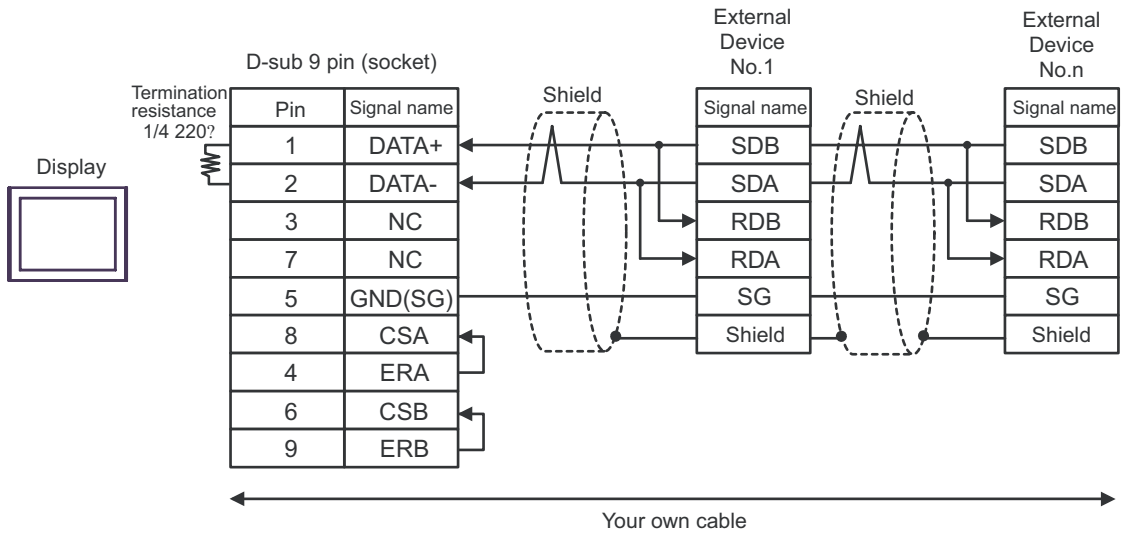 External
Device
No.1
External
Device
No.n
D-sub 9 pin (socket)
Termination
resistance
1/4 220?
Display
Shield
Shield
Pin Signal name
1 DATA+
2 DATA-
3 NC
7 NC
5 GND(SG)
8 CSA
4 ERA
6 CSB
9 ERB
Signal name
SDB
SDA
RDB
RDA
SG
Shield
Signal name
SDB
SDA
RDB
RDA
SG
Shield
Your own cable